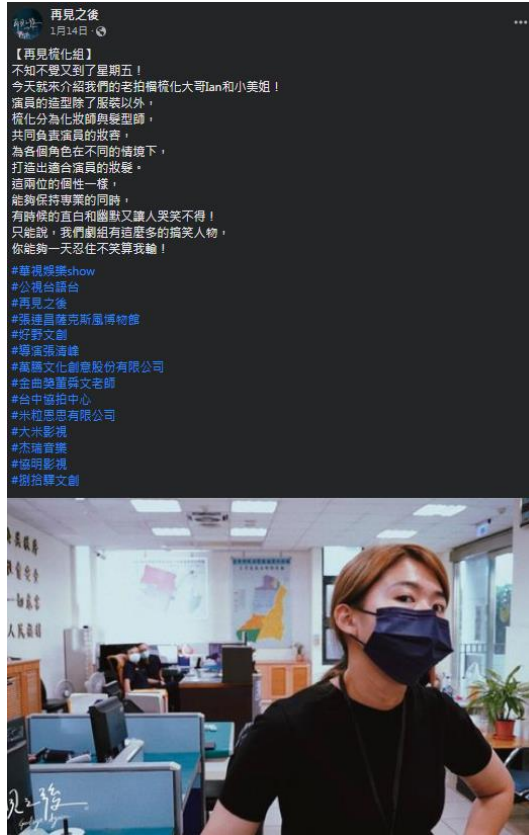 再見之後
1月14日
【再見梳化組】
不知不覺又到了星期五！
今天就來介紹我們的老拍檔梳化大哥Ian和小美姐！
演員的造型除了服裝以外，
梳化分為化妝師與髮型師，
共同負責演員的妝容，
為各個角色在不同的情境下，
打造出適合演員的妝髮。
這兩位的個性一樣，
能夠保持專業的同時，
有時候的直白和幽默又讓人哭笑不得！
只能說，我們劇組有這麼多的搞笑人物，
你能夠一天忍住不笑算我輸！
#華視娛樂show
#公視台語台
#再見之後
#張連昌薩克斯風博物館
#好野文創
#導演張濤峰
#萬騰文化創意股份有限公司
#金曲獎董舜文老師
#台中協拍中心
#米粒恩思有限公司
#大米影視
#杰瑞音樂
#協明影視
#捌拾驛文創